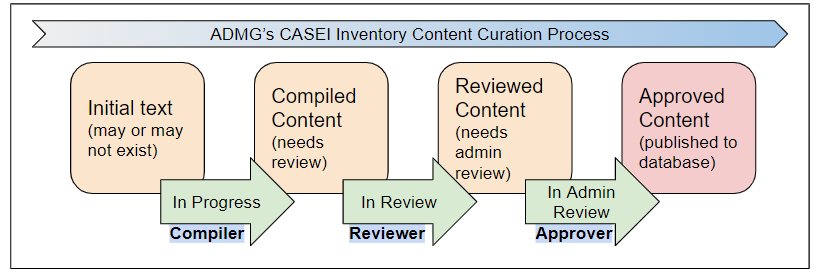 ADMG's CASEI Inventory Content Curation Process
Initial text
(may or may
not exist)
Compiled
Content
(needs
review)
Reviewed
Content
(needs
admin
review)
Approved
Content
(published to
database)
In Progress
Compiler
In Review
Reviewer
In Admin
Review
Approver